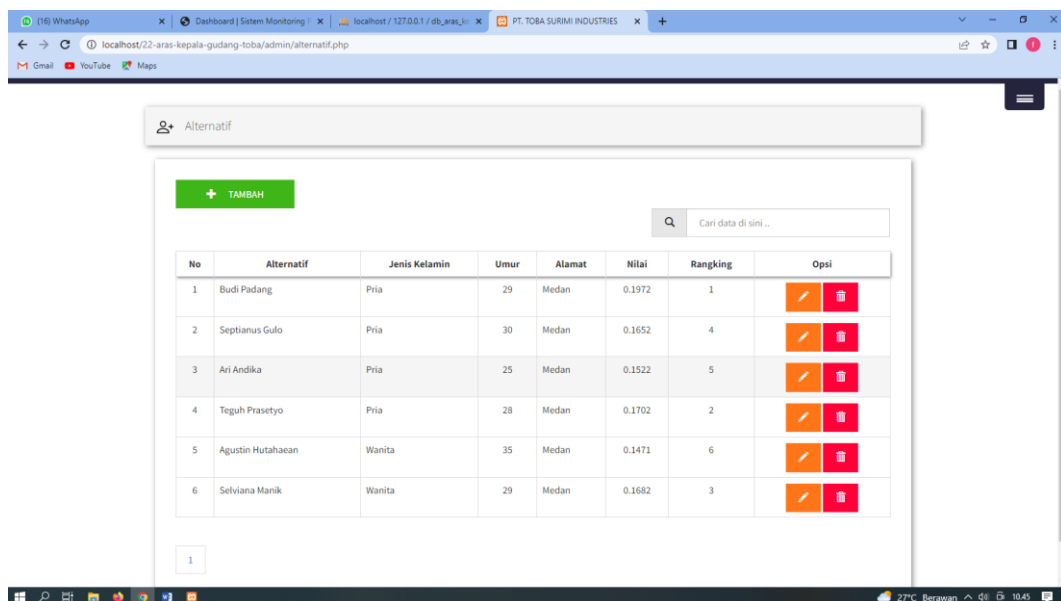 (16) WhatsApp Dashboard | Sistem Monitoring localhost / 127.0.0.1 / db_aras_k PT. TOBA SURIMI INDUSTRIES
localhost/22-aras-kepala-gudang-toba/admin/alternatif.php
Gmail YouTube Maps
Alternatif
TAMBAH
Cari data di sini ..
No Alternatif Jenis Kelamin Umur Alamat Nilai Rangking Opsi
1 Budi Padang Pria 29 Medan 0.1972 1
2 Septianus Gulo Pria 30 Medan 0.1652 4
3 Ari Andika Pria 25 Medan 0.1522 5
4 Teguh Prasetyo Pria 28 Medan 0.1702 2
5 Agustin Hutahaean Wanita 35 Medan 0.1471 6
6 Selviana Manik Wanita 29 Medan 0.1682 3
1
27°C Berawan 10.45